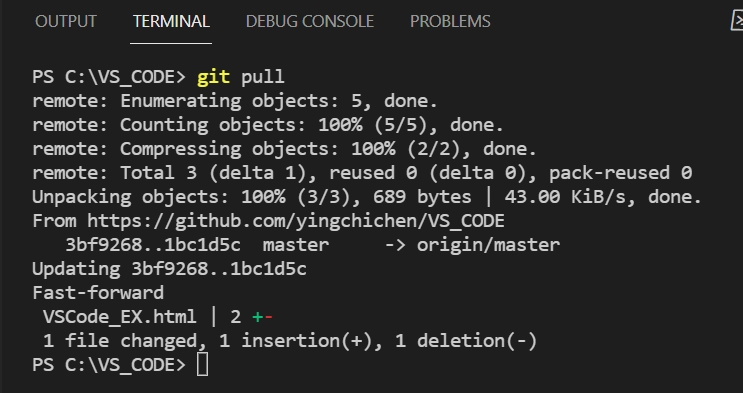 OUTPUT TERMINAL DEBUG CONSOLE PROBLEMS
PS C:\VS_CODE> git pull
remote: Enumerating objects: 5, done.
remote: Counting objects: 100% (5/5), done.
remote: Compressing objects: 100% (2/2), done.
remote: Total 3 (delta 1), reused 0 (delta 0), pack-reused 0
Unpacking objects: 100% (3/3), 689 bytes | 43.00 KiB/s, done.
From https://github.com/yingchichen/VS_CODE
   3bf9268..1bc1d5c  master     -> origin/master
Updating 3bf9268..1bc1d5c
Fast-forward
 VSCode_EX.html | 2 +-
 1 file changed, 1 insertion(+), 1 deletion(-)
PS C:\VS_CODE>